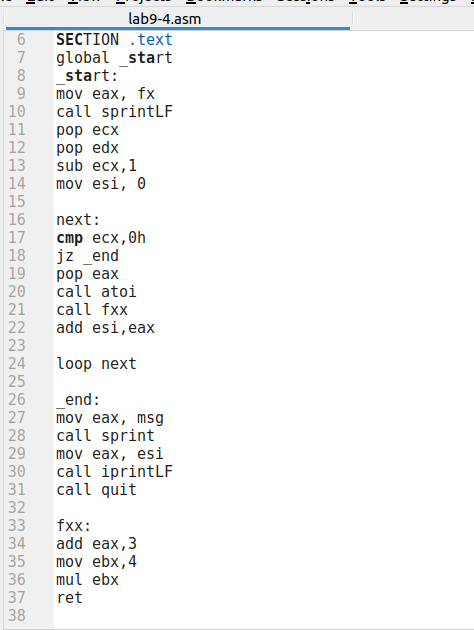 lab9-4.asm
6 SECTION .text
7 global _start
8 _start:
9 mov eax, fx
10 call sprintLF
11 pop ecx
12 pop edx
13 sub ecx,1
14 mov esi, 0
15
16 next:
17 cmp ecx,0h
18 jz _end
19 pop eax
20 call atoi
21 call fxx
22 add esi,eax
23
24 loop next
25
26 _end:
27 mov eax, msg
28 call sprint
29 mov eax, esi
30 call iprintLF
31 call quit
32
33 fxx:
34 add eax,3
35 mov ebx,4
36 mul ebx
37 ret
38